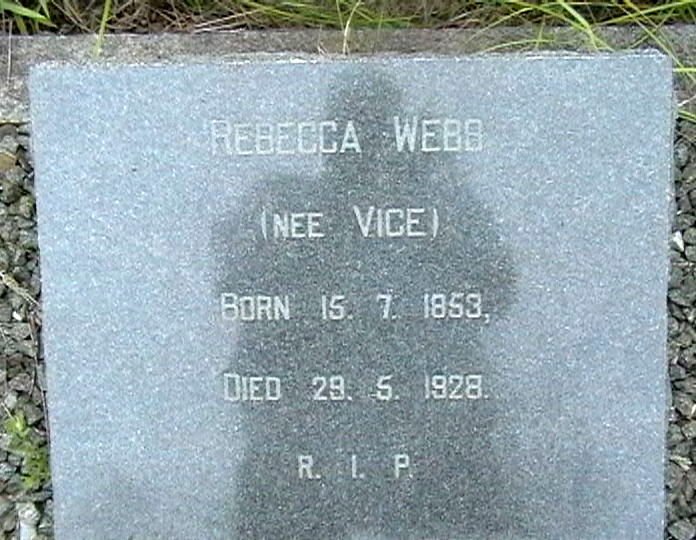 REBECCA WEBB
(NEE VICE)
BORN 15. 7. 1853,
DIED 29. 5. 1928.
R. I. P.